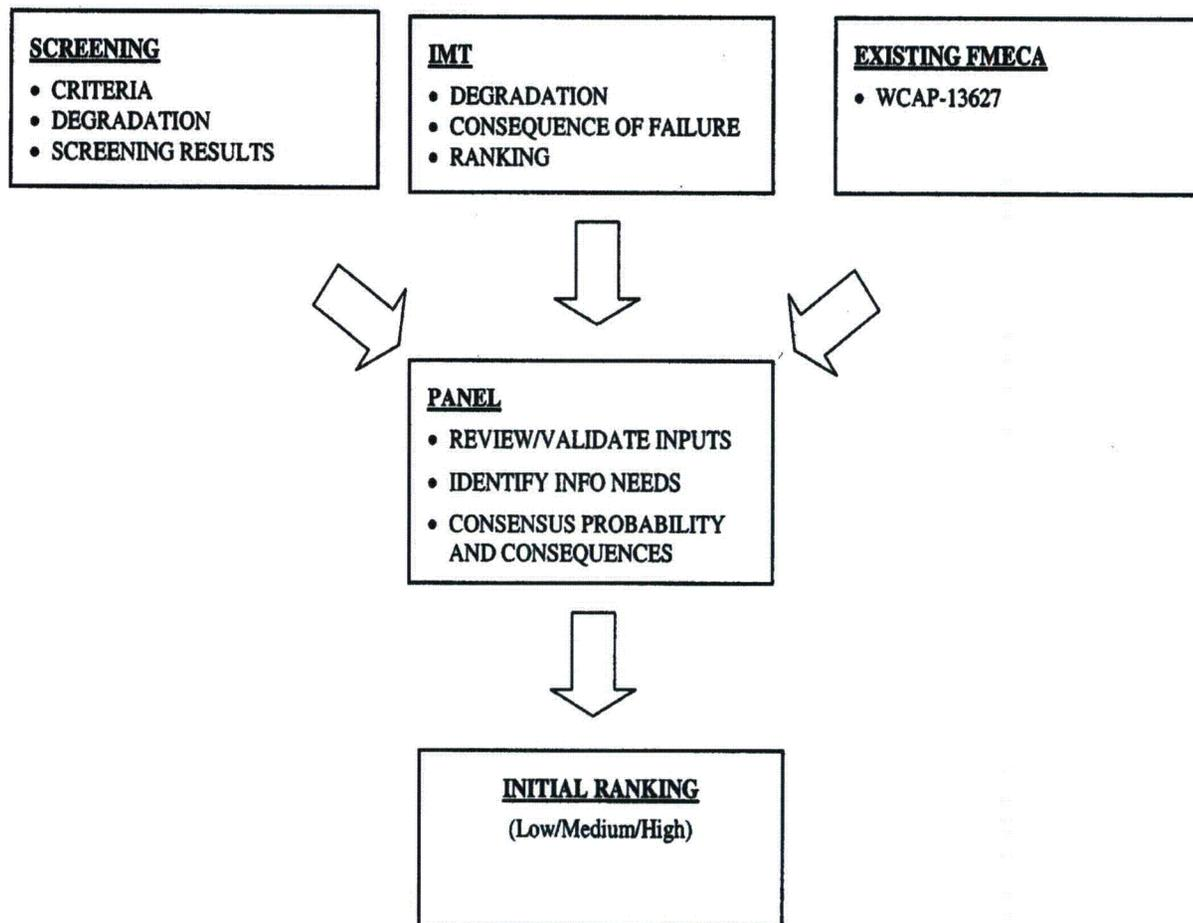 SCREENING
• CRITERIA
• DEGRADATION
• SCREENING RESULTS
IMT
• DEGRADATION
• CONSEQUENCE OF FAILURE
• RANKING
EXISTING FMECA
• WCAP-13627
PANEL
• REVIEW/VALIDATE INPUTS
• IDENTIFY INFO NEEDS
• CONSENSUS PROBABILITY
AND CONSEQUENCES
INITIAL RANKING
(Low/Medium/High)